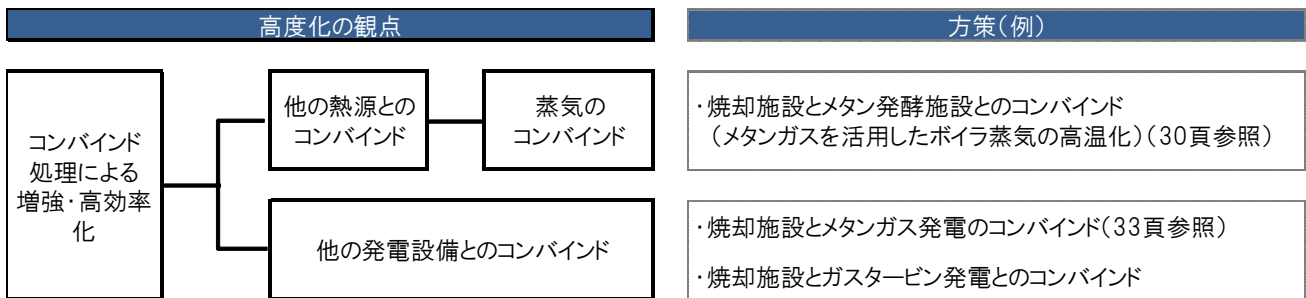 高度化の観点
方策（例）
コンバインド
処理による
増強・高効率
化
他の熱源との
コンバインド
蒸気の
コンバインド
・焼却施設とメタン発酵施設とのコンバインド
（メタンガスを活用したボイラ蒸気の高温化）（30頁参照）
他の発電設備とのコンバインド
・焼却施設とメタンガス発電のコンバインド（33頁参照）
・焼却施設とガスタービン発電とのコンバインド